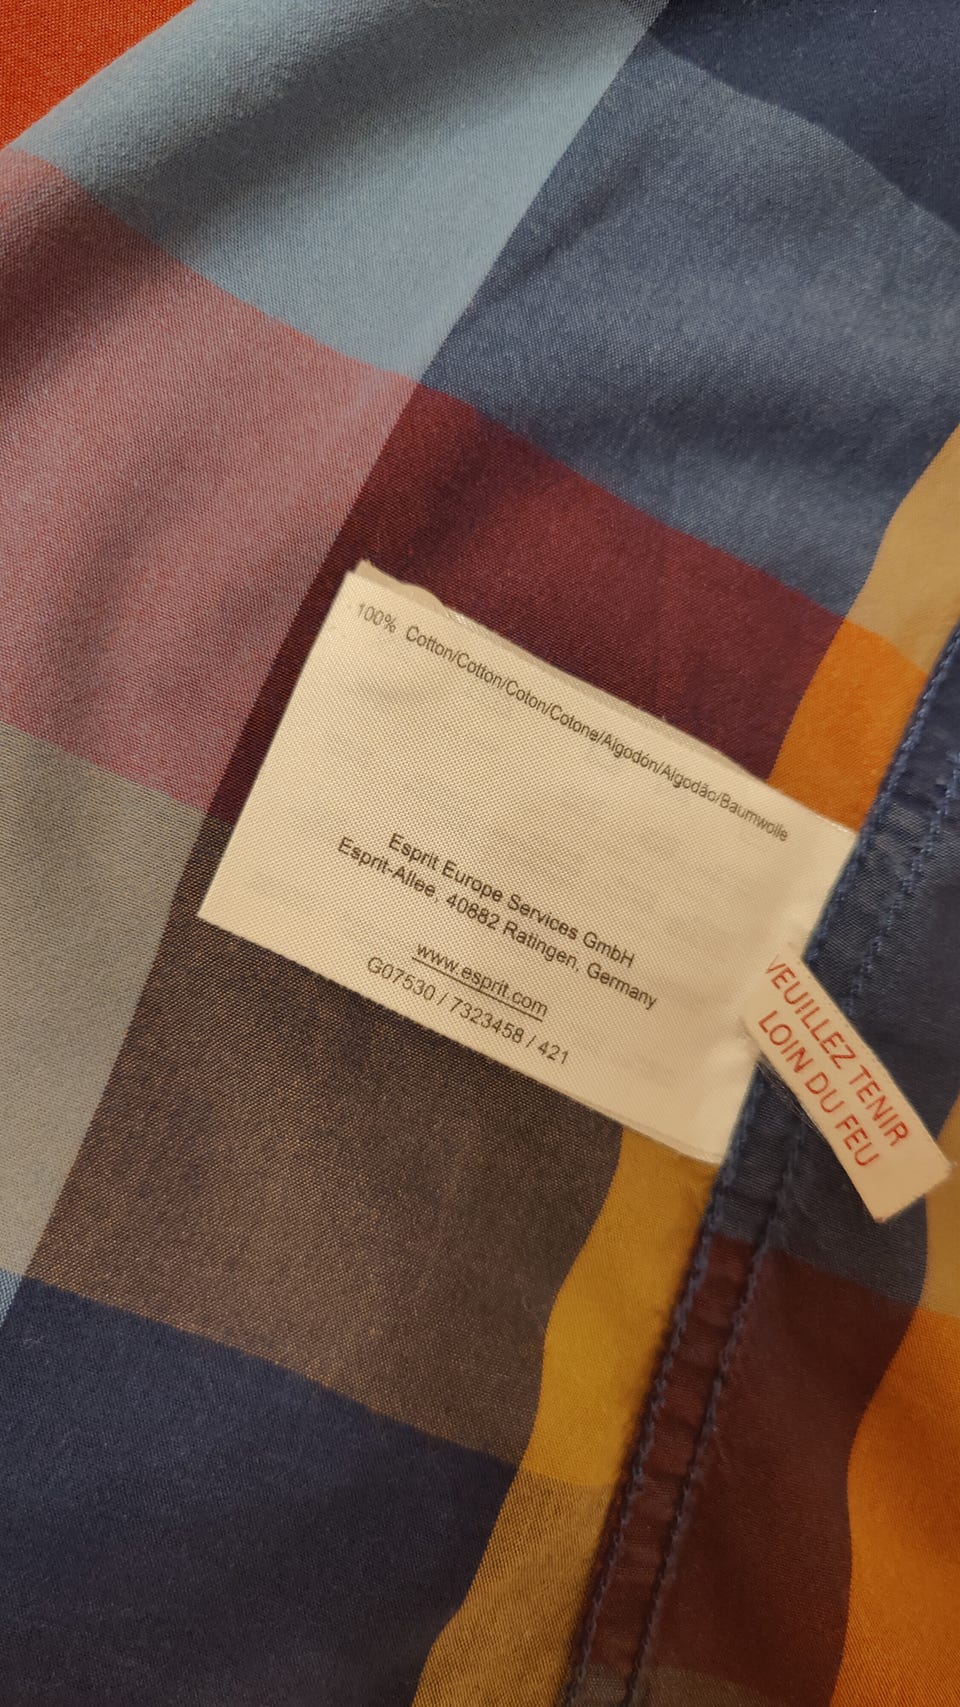 100% Cotton/Cotton/Coton/Cotone/Algodón/Algodão/Baumwolle
Esprit Europe Services GmbH
Esprit-Allee, 40882 Ratingen, Germany
www.esprit.com
G07530 / 7323458 / 421
VEUILLEZ TENIR
LOIN DU FEU